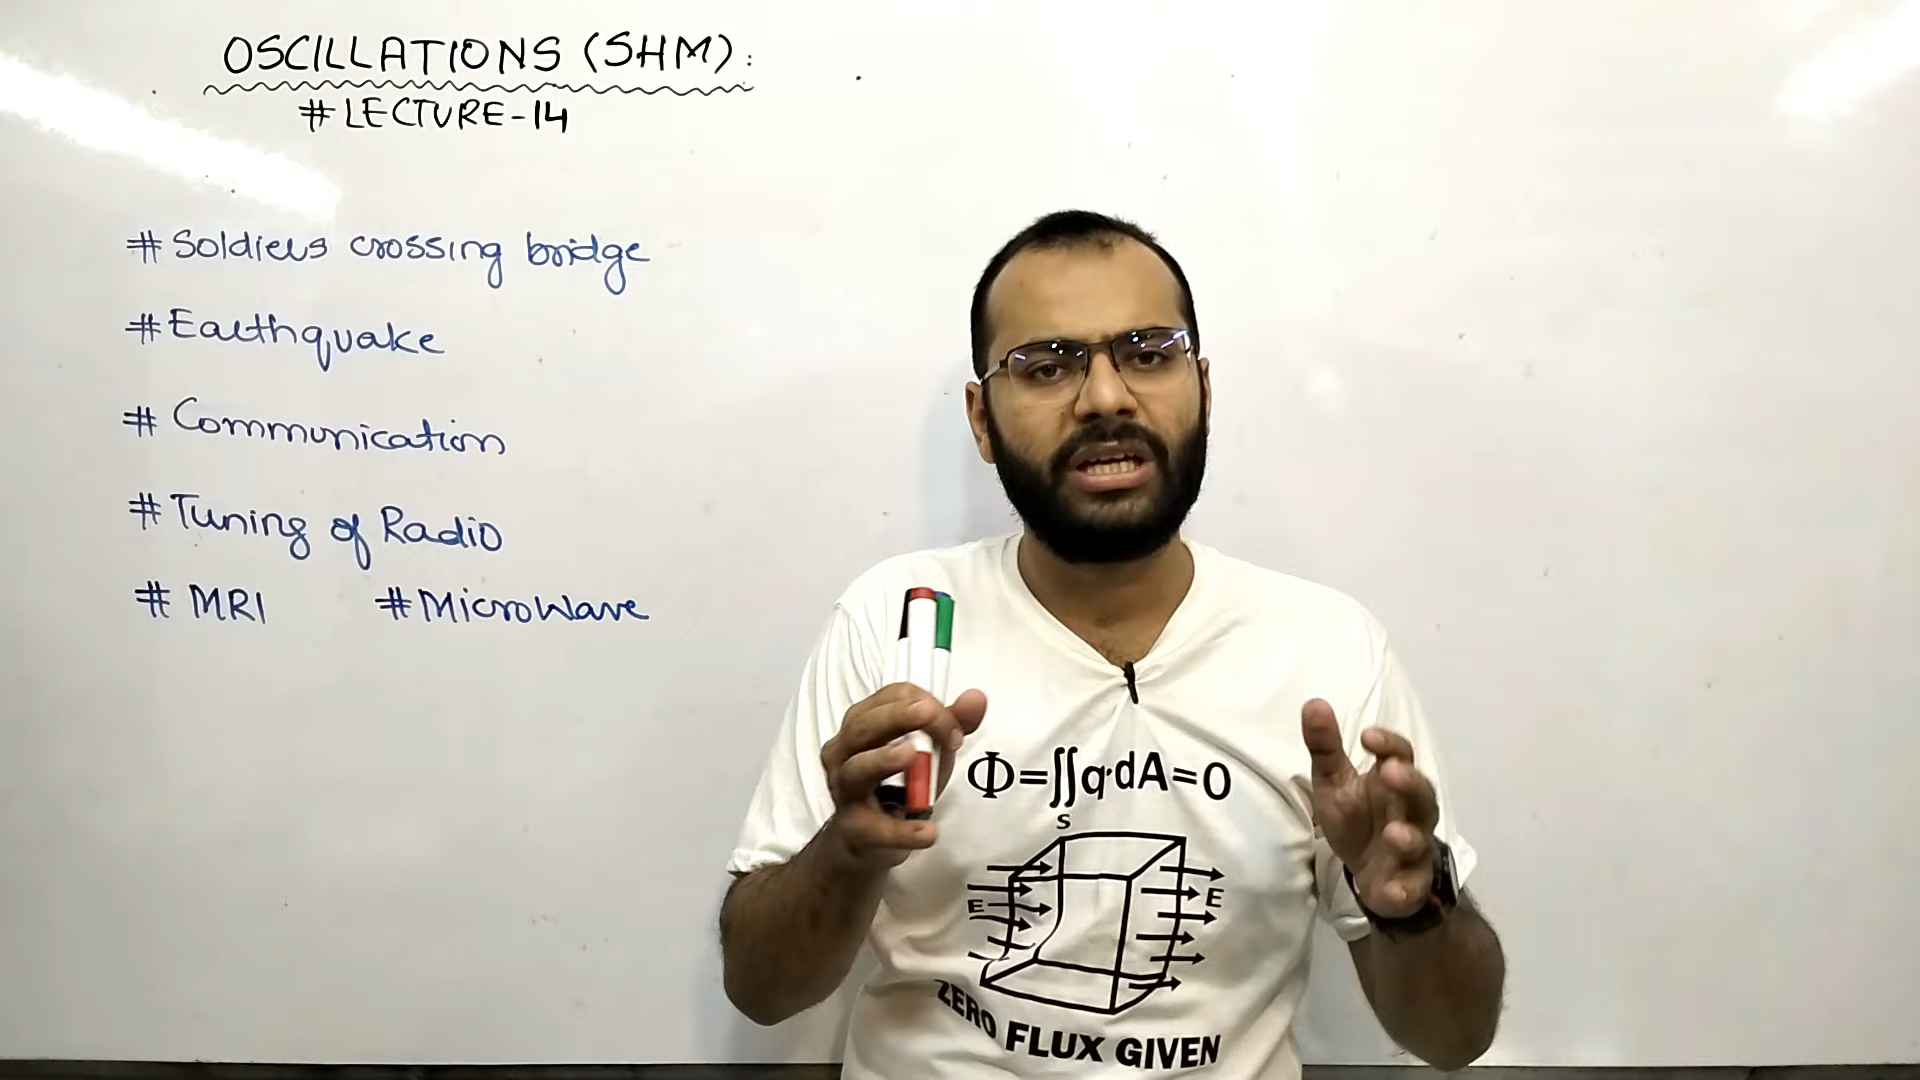 OSCILLATIONS (SHM):
#LECTURE-14
#Soldiers crossing bridge
#Earthquake
#Communication
#Tuning of Radio
#MRI #Microwave
Φ=∬q·dA=0
S
E
E
ZERO FLUX GIVEN